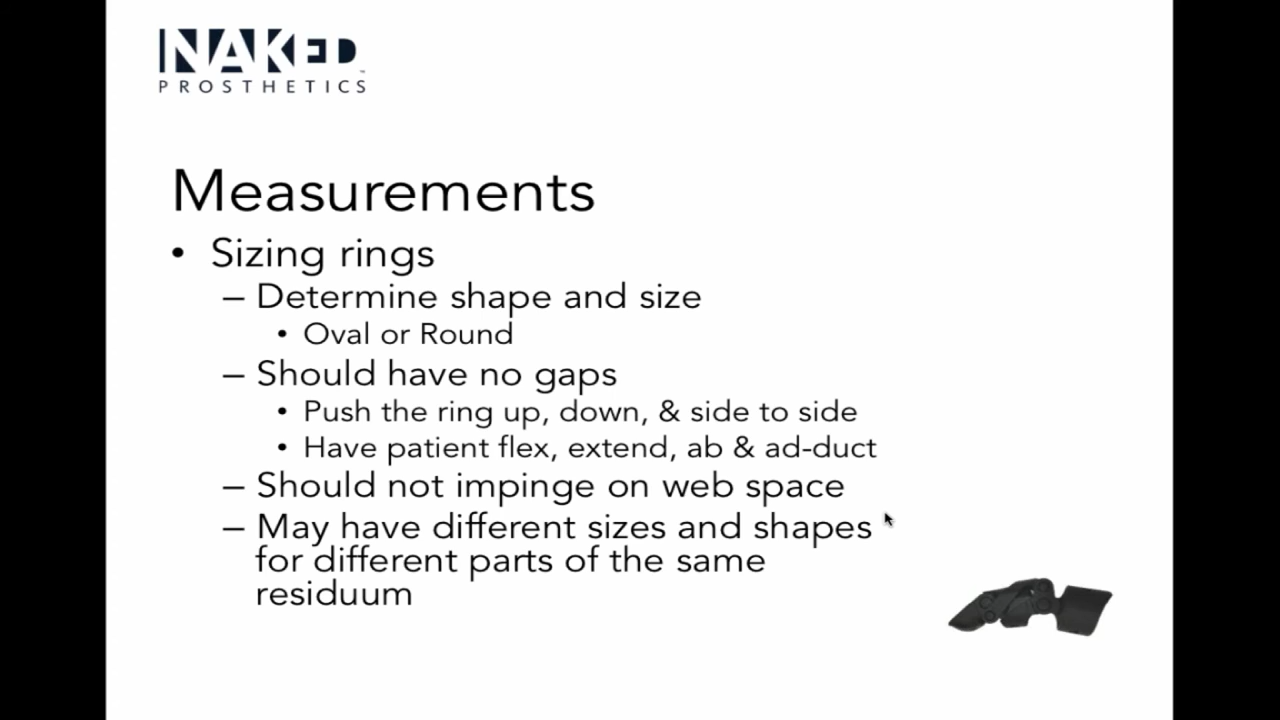 NAKED
PROSTHETICS
Measurements
• Sizing rings
– Determine shape and size
• Oval or Round
– Should have no gaps
• Push the ring up, down, & side to side
• Have patient flex, extend, ab & ad-duct
– Should not impinge on web space
– May have different sizes and shapes
for different parts of the same
residuum